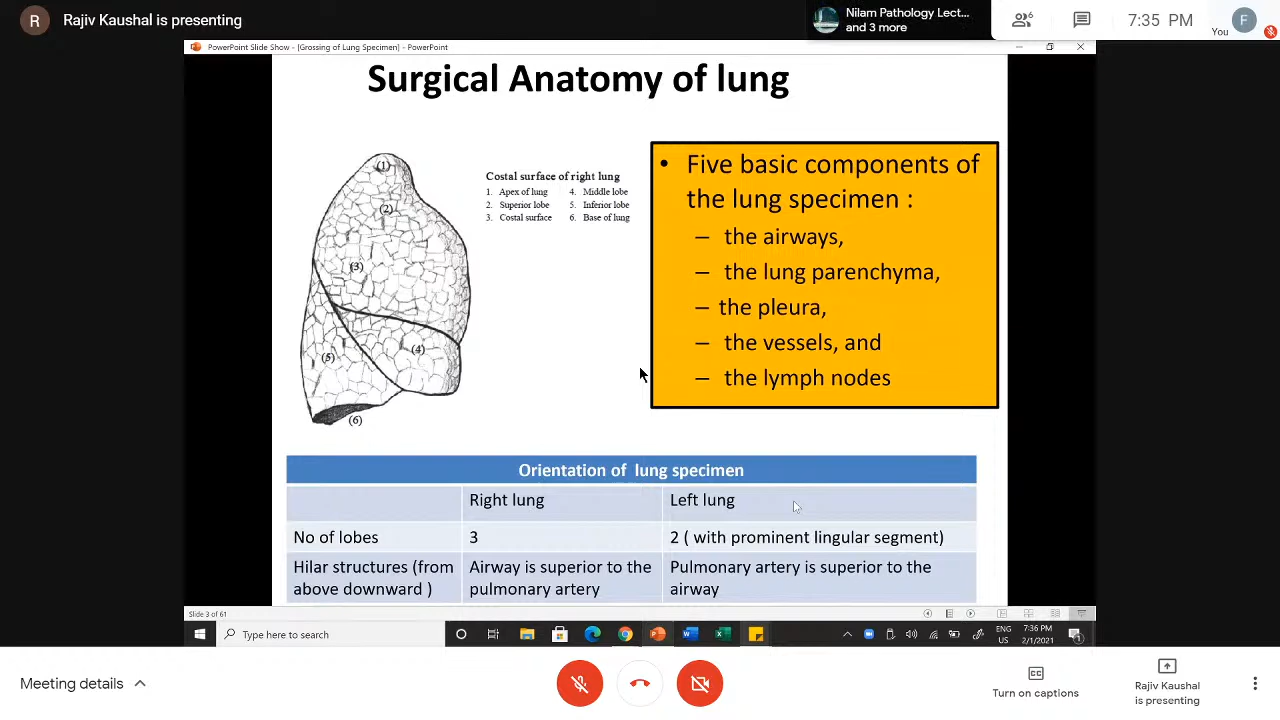 R
Rajiv Kaushal is presenting
Nilam Pathology Lect...
and 3 more
6
7:35 PM
You
F
PowerPoint Slide Show - [Grossing of Lung Specimen] - PowerPoint
Surgical Anatomy of lung
(1)
(2)
(3)
(4)
(5)
(6)
Costal surface of right lung
1. Apex of lung 4. Middle lobe
2. Superior lobe 5. Inferior lobe
3. Costal surface 6. Base of lung
• Five basic components of
the lung specimen :
– the airways,
– the lung parenchyma,
– the pleura,
– the vessels, and
– the lymph nodes
Orientation of lung specimen
Right lung Left lung
No of lobes 3 2 ( with prominent lingular segment)
Hilar structures (from Airway is superior to the Pulmonary artery is superior to the
above downward ) pulmonary artery airway
Slide 3 of 61
Type here to search
ENG
US
7:36 PM
2/1/2021
1
Meeting details
CC
Turn on captions
Rajiv Kaushal
is presenting